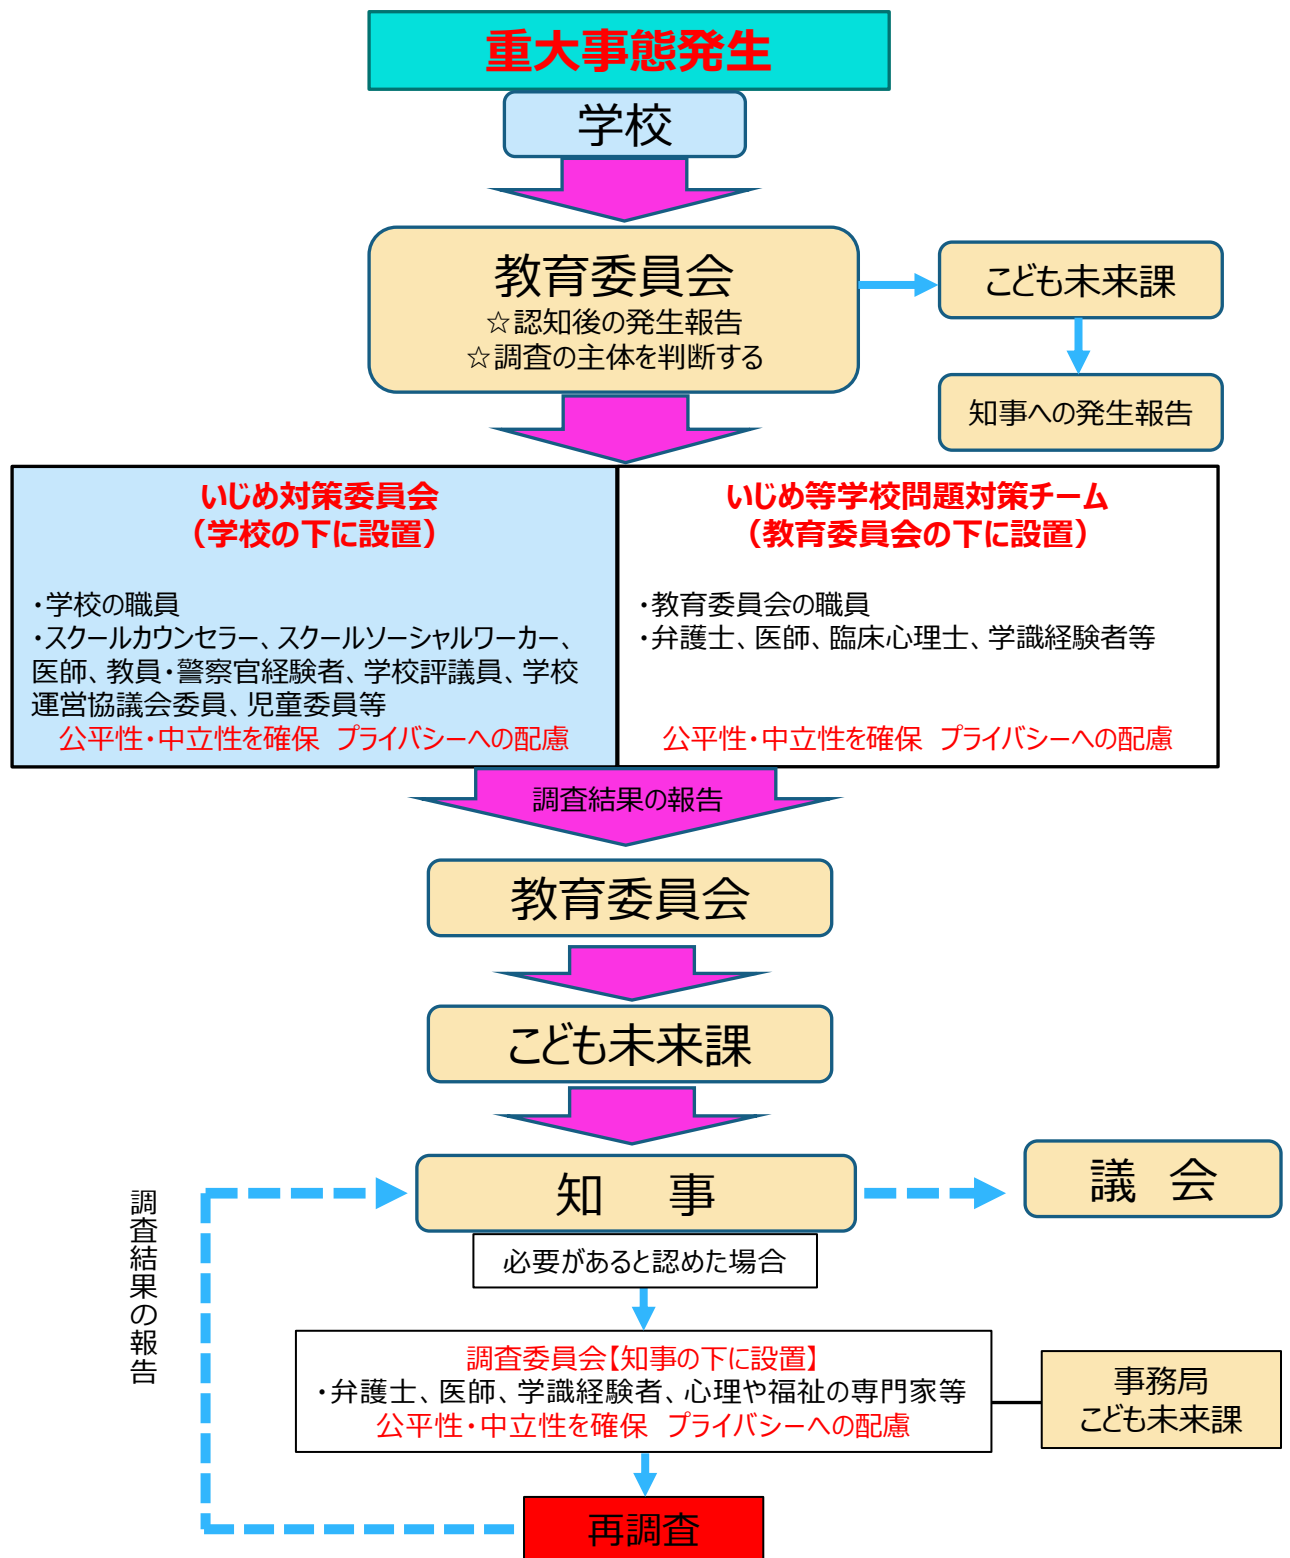 重大事態発生
学校
教育委員会
☆認知後の発生報告
☆調査の主体を判断する
こども未来課
知事への発生報告
いじめ対策委員会
（学校の下に設置）
・学校の職員
・スクールカウンセラー、スクールソーシャルワーカー、
医師、教員・警察官経験者、学校評議員、学校
運営協議会委員、児童委員等
公平性・中立性を確保　プライバシーへの配慮
いじめ等学校問題対策チーム
（教育委員会の下に設置）
・教育委員会の職員
・弁護士、医師、臨床心理士、学識経験者等
公平性・中立性を確保　プライバシーへの配慮
調査結果の報告
教育委員会
こども未来課
知　事
議　会
必要があると認めた場合
調査結果の報告
調査委員会【知事の下に設置】
・弁護士、医師、学識経験者、心理や福祉の専門家等
公平性・中立性を確保　プライバシーへの配慮
事務局
こども未来課
再調査